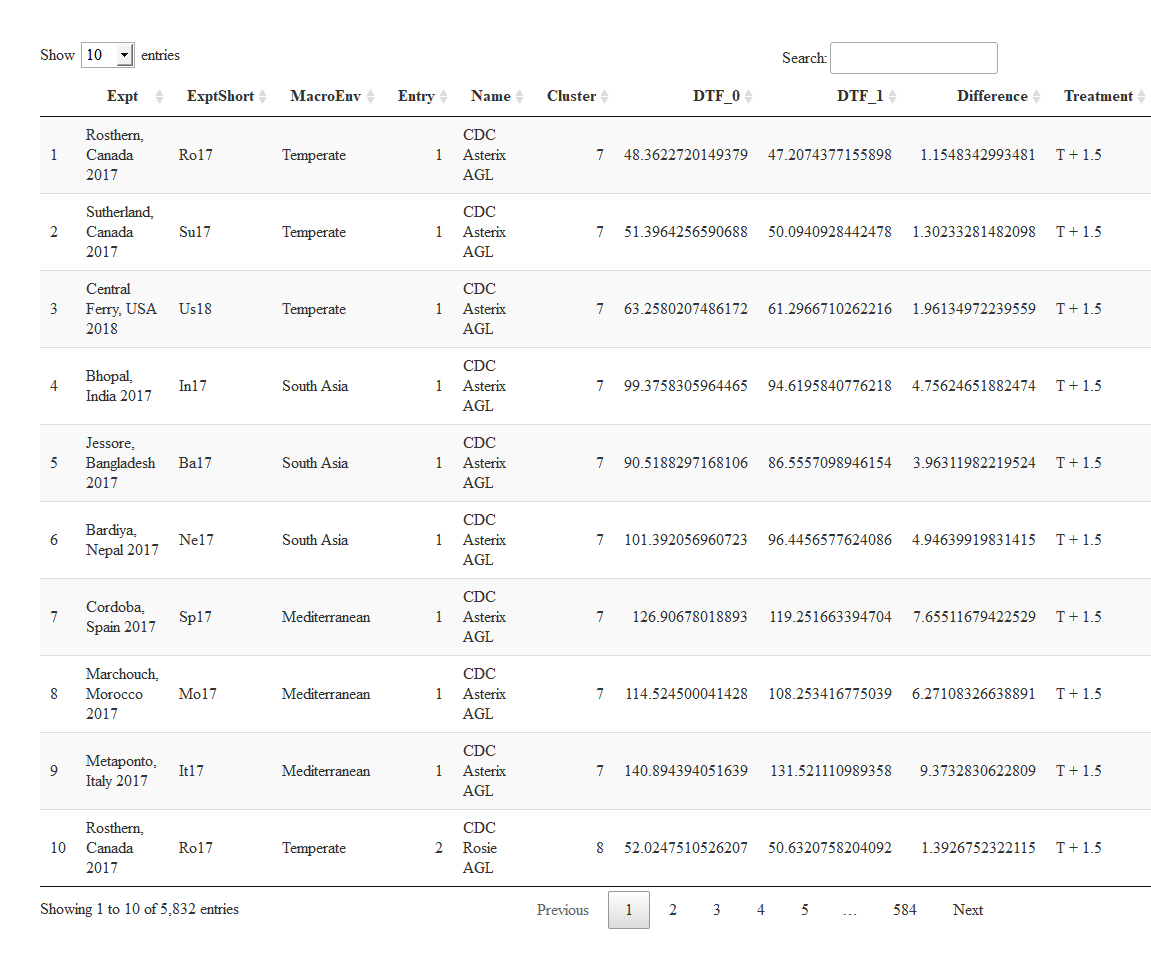 Show 10 entries
Search:
Expt ExptShort MacroEnv Entry Name Cluster DTF_0 DTF_1 Difference Treatment
1 Rosthern, Canada 2017 Ro17 Temperate 1 CDC Asterix AGL 7 48.3622720149379 47.2074377155898 1.1548342993481 T + 1.5
2 Sutherland, Canada 2017 Su17 Temperate 1 CDC Asterix AGL 7 51.3964256590688 50.0940928442478 1.30233281482098 T + 1.5
3 Central Ferry, USA 2018 Us18 Temperate 1 CDC Asterix AGL 7 63.2580207486172 61.2966710262216 1.96134972239559 T + 1.5
4 Bhopal, India 2017 In17 South Asia 1 CDC Asterix AGL 7 99.3758305964465 94.6195840776218 4.75624651882474 T + 1.5
5 Jessore, Bangladesh 2017 Ba17 South Asia 1 CDC Asterix AGL 7 90.5188297168106 86.5557098946154 3.96311982219524 T + 1.5
6 Bardiya, Nepal 2017 Ne17 South Asia 1 CDC Asterix AGL 7 101.392056960723 96.4456577624086 4.94639919831415 T + 1.5
7 Cordoba, Spain 2017 Sp17 Mediterranean 1 CDC Asterix AGL 7 126.90678018893 119.251663394704 7.65511679422529 T + 1.5
8 Marchouch, Morocco 2017 Mo17 Mediterranean 1 CDC Asterix AGL 7 114.524500041428 108.253416775039 6.27108326638891 T + 1.5
9 Metaponto, Italy 2017 It17 Mediterranean 1 CDC Asterix AGL 7 140.894394051639 131.521110989358 9.3732830622809 T + 1.5
10 Rosthern, Canada 2017 Ro17 Temperate 2 CDC Rosie AGL 8 52.0247510526207 50.6320758204092 1.3926752322115 T + 1.5
Showing 1 to 10 of 5,832 entries
Previous 1 2 3 4 5 … 584 Next